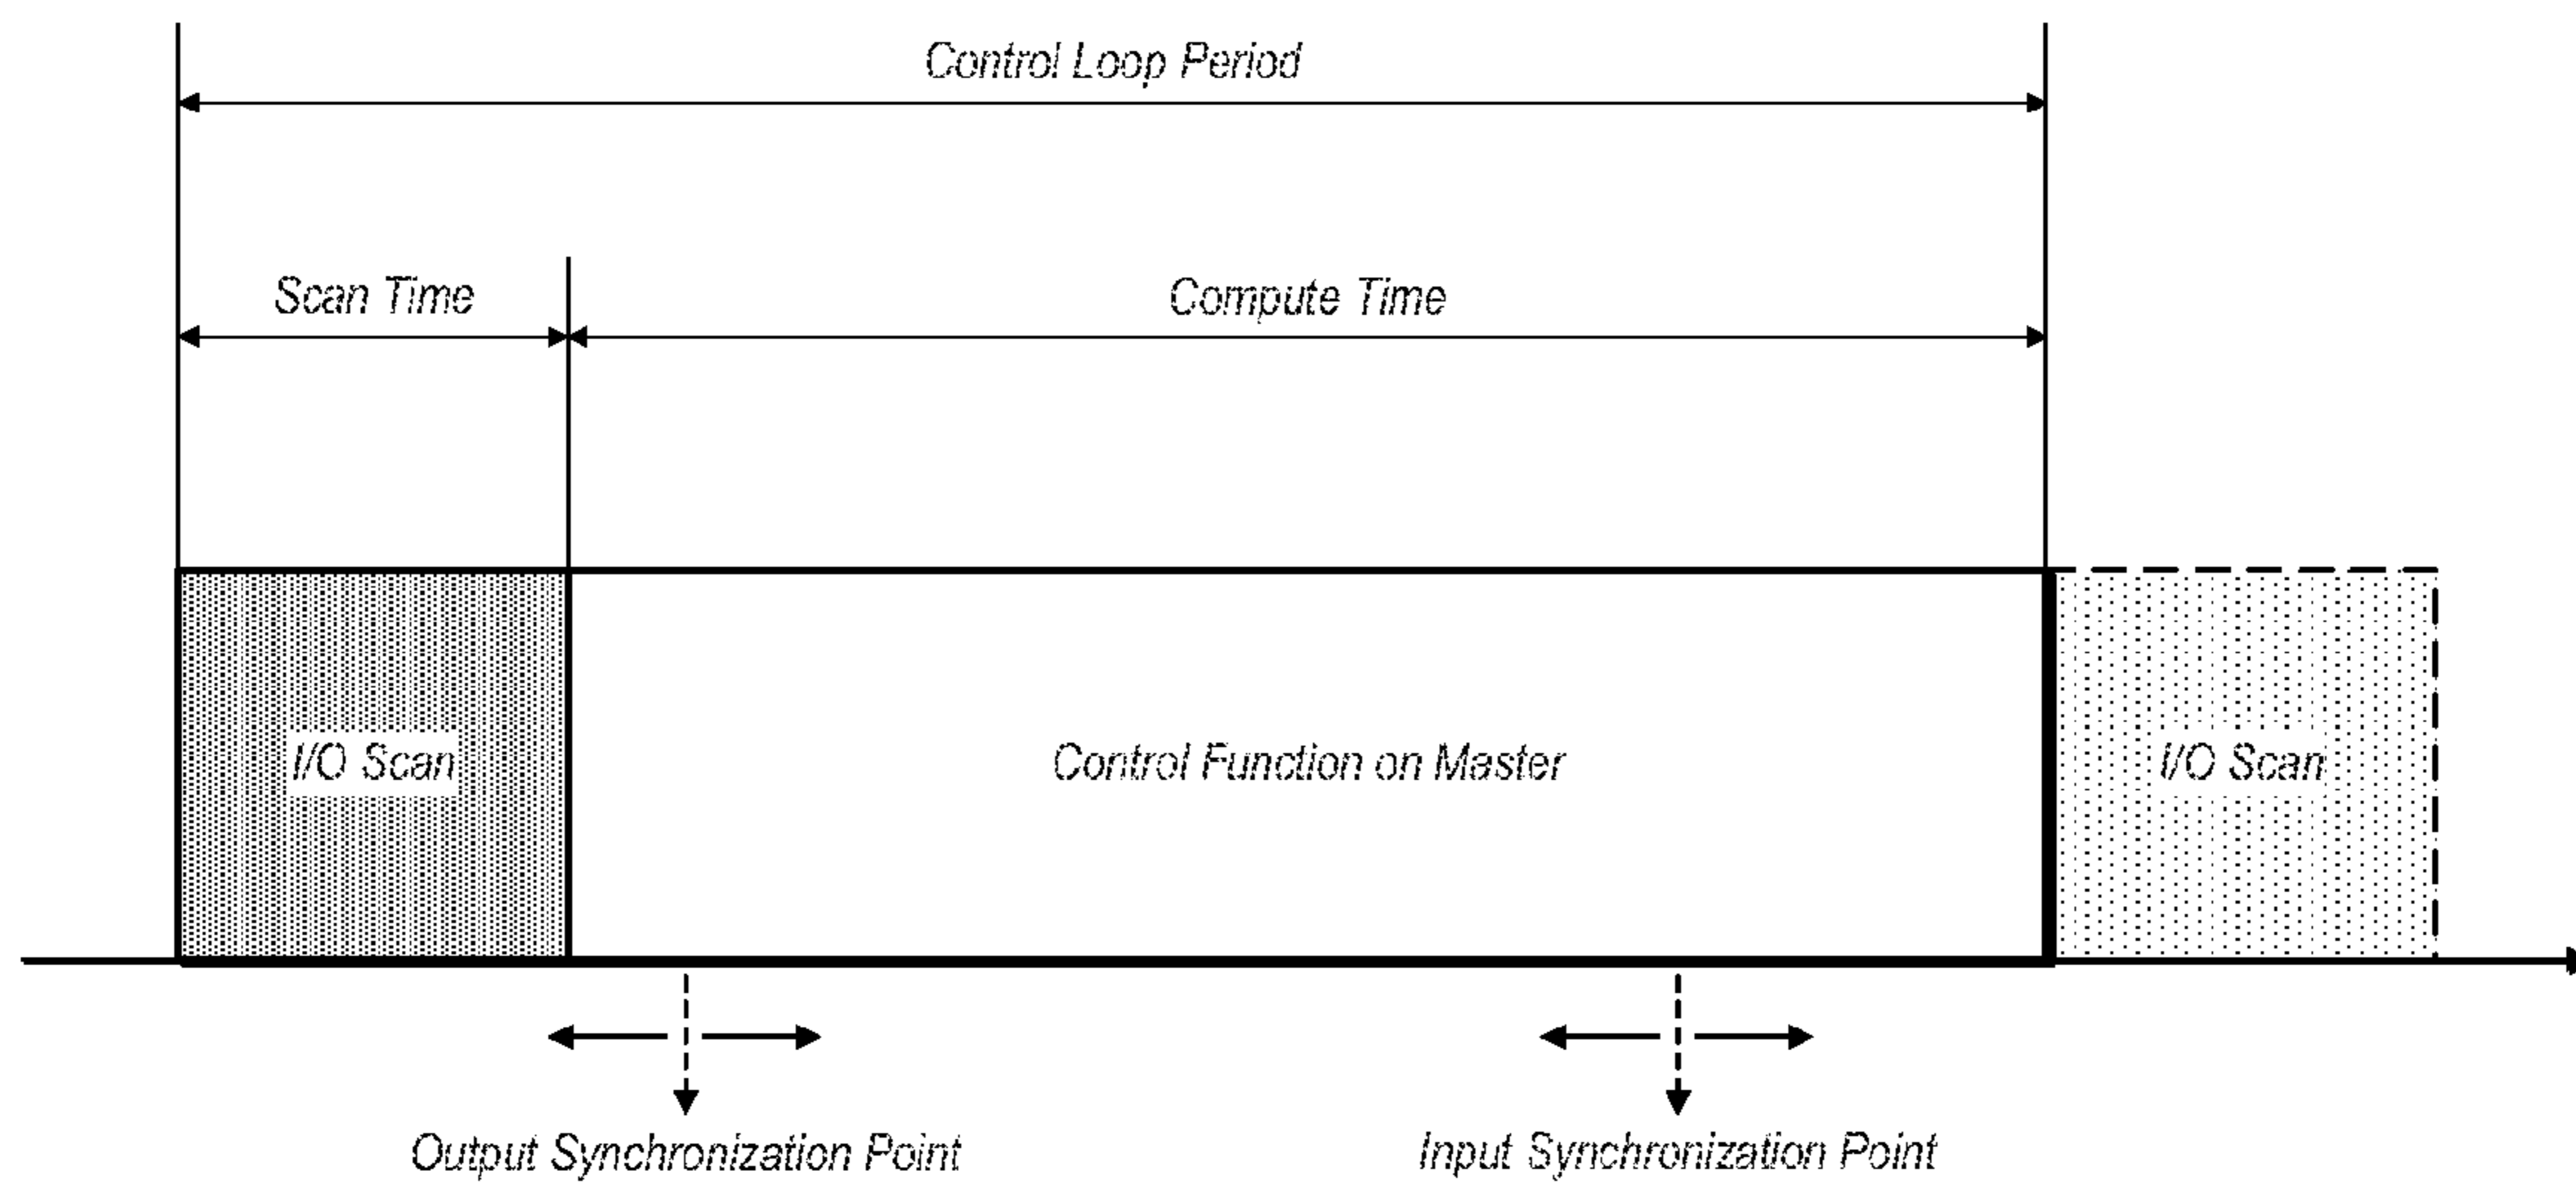 Control Loop Period
Scan Time
Compute Time
I/O Scan
Control Function on Master
I/O Scan
Output Synchronization Point
Input Synchronization Point